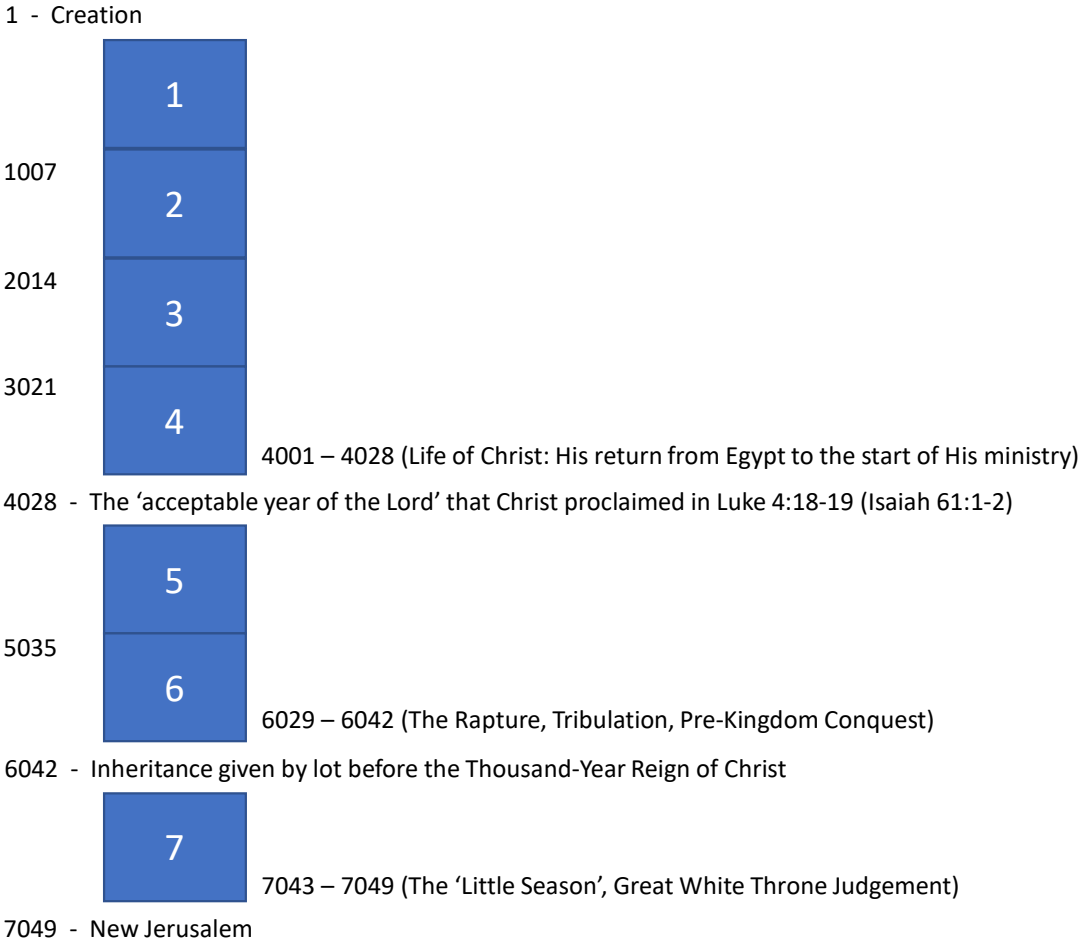 1 - Creation
1
1007
2
2014
3
3021
4
4001 – 4028 (Life of Christ: His return from Egypt to the start of His ministry)
4028 - The ‘acceptable year of the Lord’ that Christ proclaimed in Luke 4:18-19 (Isaiah 61:1-2)
5
5035
6
6029 – 6042 (The Rapture, Tribulation, Pre-Kingdom Conquest)
6042 - Inheritance given by lot before the Thousand-Year Reign of Christ
7
7043 – 7049 (The ‘Little Season’, Great White Throne Judgement)
7049 - New Jerusalem